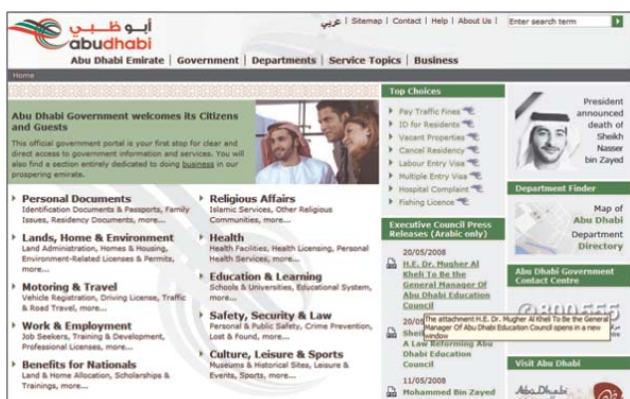 أبو ظبي
abudhabi
عربي | Sitemap | Contact | Help | About Us |
Enter search term
Abu Dhabi Emirate | Government | Departments | Service Topics | Business
Home
Abu Dhabi Government welcomes its Citizens
and Guests
This official government portal is your first stop for clear and
direct access to government information and services. You will
also find a section entirely dedicated to doing business in our
prospering emirate.
Personal Documents
Identification Documents & Passports, Family
Issues, Residency Documents, more...
Lands, Home & Environment
Land Administration, Homes & Housing,
Environment-Related Licenses & Permits,
more...
Motoring & Travel
Vehicle Registration, Driving License, Traffic
& Road Travel, more...
Work & Employment
Job Seekers, Training & Development,
Professional Licenses, more...
Benefits for Nationals
Land & Home Allocation, Scholarships &
Trainings, more...
Religious Affairs
Islamic Services, Other Religious
Communities, more...
Health
Health Facilities, Health Licensing, Personal
Health Services, more...
Education & Learning
Schools & Universities, Educational System,
more...
Safety, Security & Law
Personal & Public Safety, Crime Prevention,
Lost & Found, more...
Culture, Leisure & Sports
Museums & Historical Sites, Leisure &
Events, Sports, more...
Top Choices
Pay Traffic Fines
ID for Residents
Vacant Properties
Cancel Residency
Labour Entry Visa
Multiple Entry Visa
Hospital Complaint
Fishing Licence
Executive Council Press
Releases (Arabic only)
20/05/2008
H.E. Dr. Mugher Al
Kheli To Be the
General Manager Of
Abu Dhabi Education
Council
The attachment H.E. Dr. Mugher Al Kheli To Be the General
Manager Of Abu Dhabi Education Council opens in a new
window
A Law Reforming Abu
Dhabi Education
Council
11/05/2008
Mohammed Bin Zayed
President
announced
death of
Sheikh
Nasser
bin Zayed
Department Finder
Map of
Abu Dhabi
Department
Directory
Abu Dhabi Government
Contact Centre
800555
Visit Abu Dhabi
Abu Dhabi